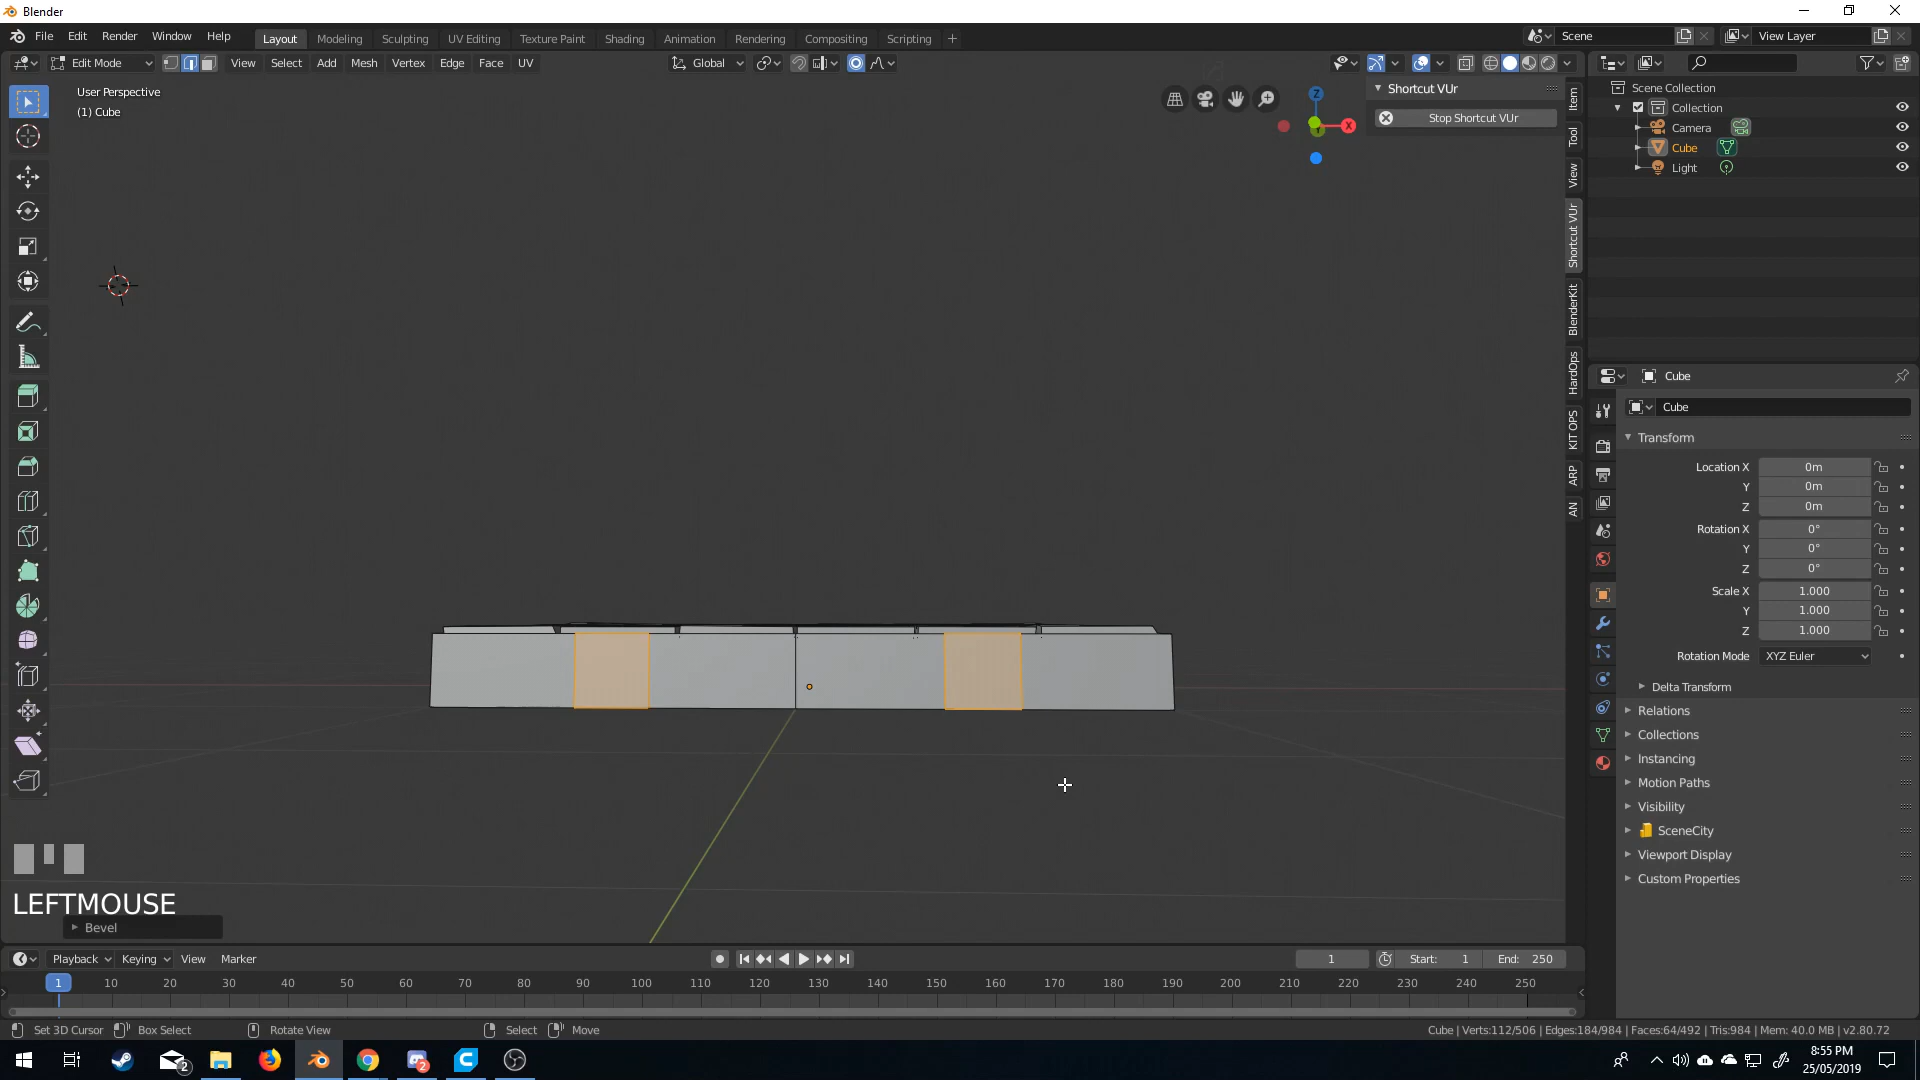 Blender
File Edit Render Window Help
Layout Modeling Sculpting UV Editing Texture Paint Shading Animation Rendering Compositing Scripting +
Scene
View Layer
Edit Mode View Select Add Mesh Vertex Edge Face UV
Global
User Perspective
(1) Cube
Z
X
Y
Shortcut VUr
Stop Shortcut VUr
Item
Tool
View
Shortcut VUr
BlenderKit
HardOps
KIT OPS
ARP
AN
Scene Collection
Collection
Camera
Cube
Light
Cube
Cube
Transform
Location X 0m
Y 0m
Z 0m
Rotation X 0°
Y 0°
Z 0°
Scale X 1.000
Y 1.000
Z 1.000
Rotation Mode XYZ Euler
Delta Transform
Relations
Collections
Instancing
Motion Paths
Visibility
SceneCity
Viewport Display
Custom Properties
LEFTMOUSE
Bevel
Playback Keying View Marker
1 Start: 1 End: 250
1 10 20 30 40 50 60 70 80 90 100 110 120 130 140 150 160 170 180 190 200 210 220 230 240 250
Set 3D Cursor Box Select Rotate View Select Move
Cube | Verts:112/506 | Edges:184/984 | Faces:64/492 | Tris:984 | Mem: 40.0 MB | v2.80.72
2
2
8:55 PM
25/05/2019